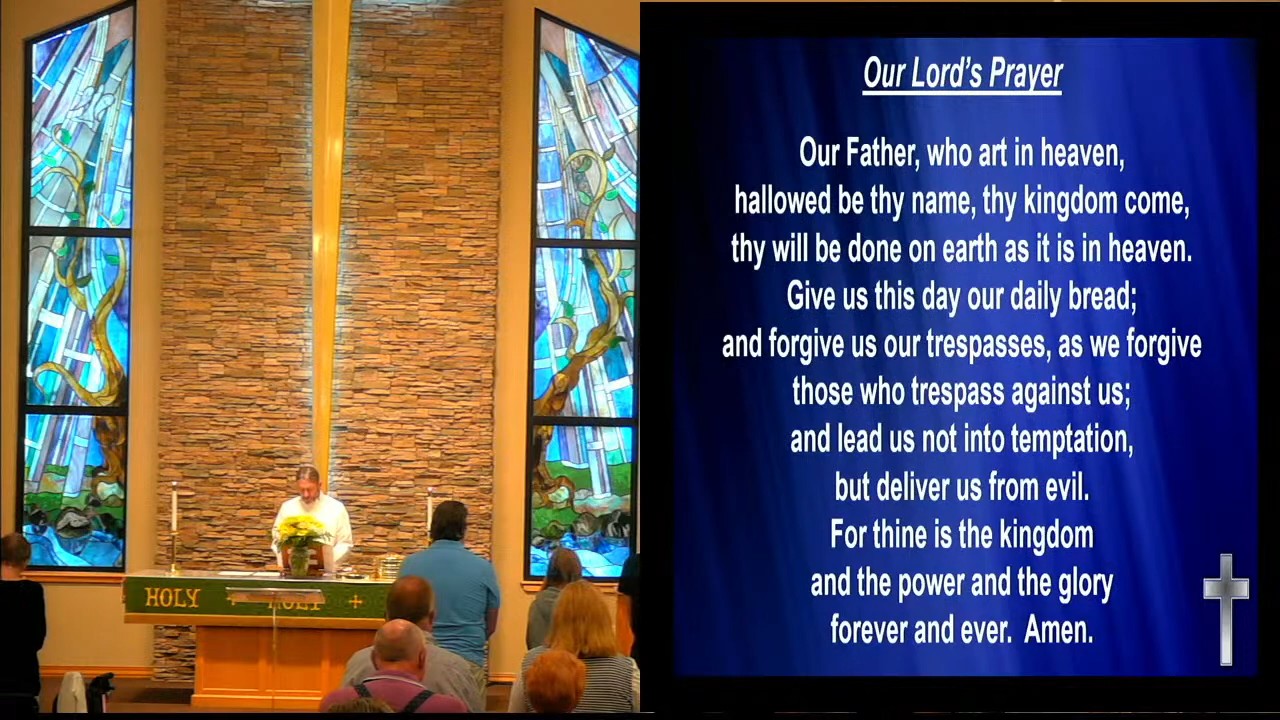 HOLY + HOLY +
Our Lord's Prayer
Our Father, who art in heaven,
hallowed be thy name, thy kingdom come,
thy will be done on earth as it is in heaven.
Give us this day our daily bread;
and forgive us our trespasses, as we forgive
those who trespass against us;
and lead us not into temptation,
but deliver us from evil.
For thine is the kingdom
and the power and the glory
forever and ever.  Amen.